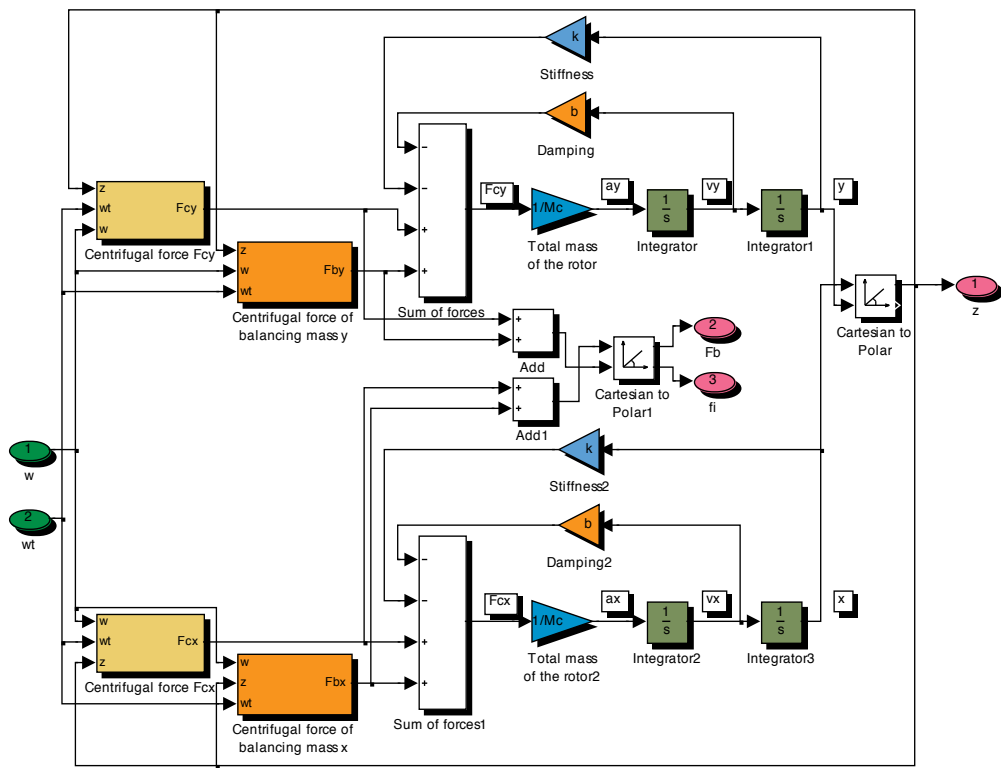 k
Stiffness
b
Damping
z
wt
w
Fcy
Centrifugal force Fcy
z
w
wt
Fby
Centrifugal force of
balancing mass y
−
−
+
+
Sum of forces
Fcy
1/Mc
Total mass
of the rotor
ay
1
s
Integrator
vy
1
s
Integrator1
y
Cartesian to
Polar
1
z
+
+
Add
+
+
Add1
Cartesian to
Polar1
2
Fb
3
fi
1
w
2
wt
k
Stiffness2
b
Damping2
w
wt
z
Fcx
Centrifugal force Fcx
w
z
wt
Fbx
Centrifugal force of
balancing mass x
−
−
+
+
Sum of forces1
Fcx
1/Mc
Total mass
of the rotor2
ax
1
s
Integrator2
vx
1
s
Integrator3
x